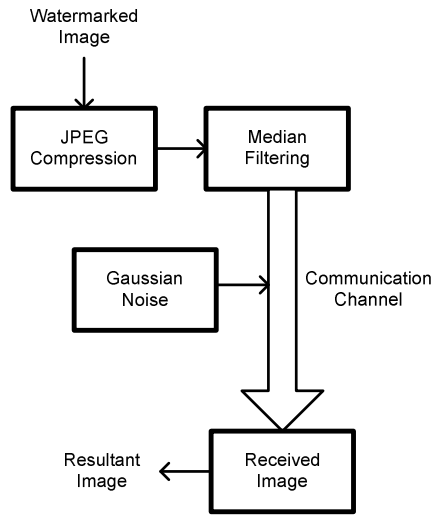 Watermarked
Image
JPEG
Compression
Median
Filtering
Gaussian
Noise
Communication
Channel
Resultant
Image
Received
Image